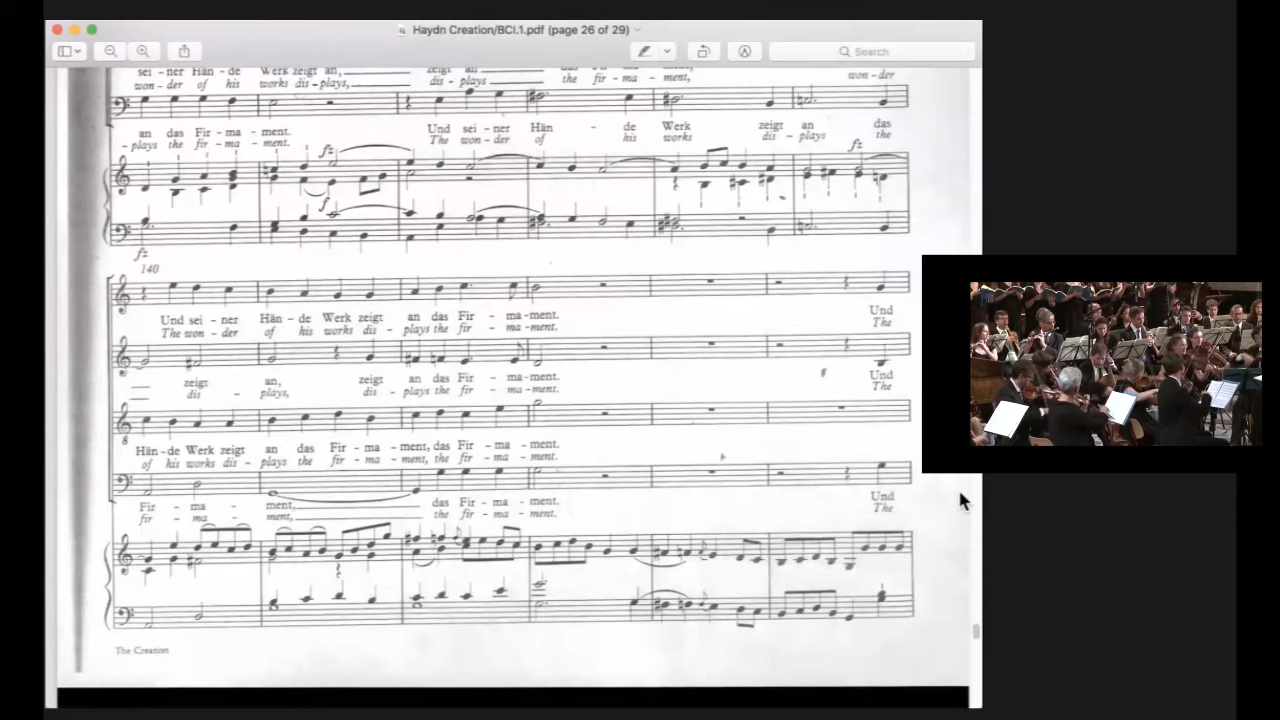 Haydn Creation/BCI.1.pdf (page 26 of 29)
Search
sei - ner Hän - de Werk zeigt an,
won - der of his works dis - plays, dis - plays the fir - ma - ment, won - der
an das Fir - ma - ment. Und sei - ner Hän - de Werk zeigt an das
- plays the fir - ma - ment. The won - der of his works dis - plays the
fz
f
fz
fz
140
Und sei - ner Hän - de Werk zeigt an das Fir - ma - ment. Und
The won - der of his works dis - plays the fir - ma - ment. The
zeigt an, zeigt an das Fir - ma - ment. Und
dis - plays, dis - plays the fir - ma - ment. The
Hän - de Werk zeigt an das Fir - ma - ment, das Fir - ma - ment.
of his works dis - plays the fir - ma - ment, the fir - ma - ment.
Fir - ma - ment, das Fir - ma - ment. Und
fir - ma - ment, the fir - ma - ment. The
The Creation